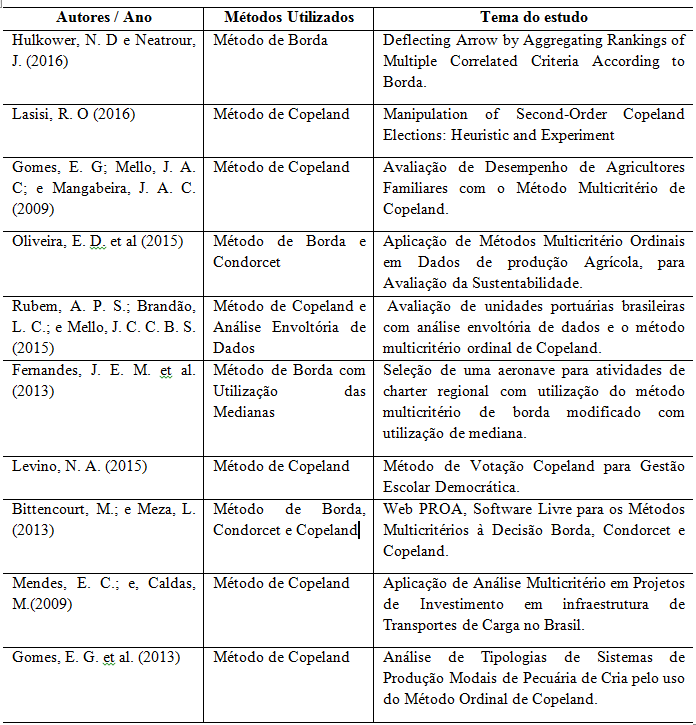 Autores / Ano Métodos Utilizados Tema do estudo
Hulkower, N. D e Neatrour, Método de Borda Deflecting Arrow by Aggregating Rankings of
J. (2016) Multiple Correlated Criteria According to
Borda.
Lasisi, R. O (2016) Método de Copeland Manipulation of Second-Order Copeland
Elections: Heuristic and Experiment
Gomes, E. G; Mello, J. A. Método de Copeland Avaliação de Desempenho de Agricultores
C; e Mangabeira, J. A. C. Familiares com o Método Multicritério de
(2009) Copeland.
Oliveira, E. D. et al (2015) Método de Borda e Aplicação de Métodos Multicritério Ordinais
Condorcet em Dados de produção Agrícola, para
Avaliação da Sustentabilidade.
Rubem, A. P. S.; Brandão, Método de Copeland e Avaliação de unidades portuárias brasileiras
L. C.; e Mello, J. C. C. B. S. Análise Envoltória de com análise envoltória de dados e o método
(2015) Dados multicritério ordinal de Copeland.
Fernandes, J. E. M. et al. Método de Borda com Seleção de uma aeronave para atividades de
(2013) Utilização das charter regional com utilização do método
Medianas multicritério de borda modificado com
utilização de mediana.
Levino, N. A. (2015) Método de Copeland Método de Votação Copeland para Gestão
Escolar Democrática.
Bittencourt, M.; e Meza, L. Método de Borda, Web PROA, Software Livre para os Métodos
(2013) Condorcet e Copeland Multicritérios à Decisão Borda, Condorcet e
Copeland.
Mendes, E. C.; e, Caldas, Método de Copeland Aplicação de Análise Multicritério em Projetos
M.(2009) de Investimento em infraestrutura de
Transportes de Carga no Brasil.
Gomes, E. G. et al. (2013) Método de Copeland Análise de Tipologias de Sistemas de
Produção Modais de Pecuária de Cria pelo uso
do Método Ordinal de Copeland.